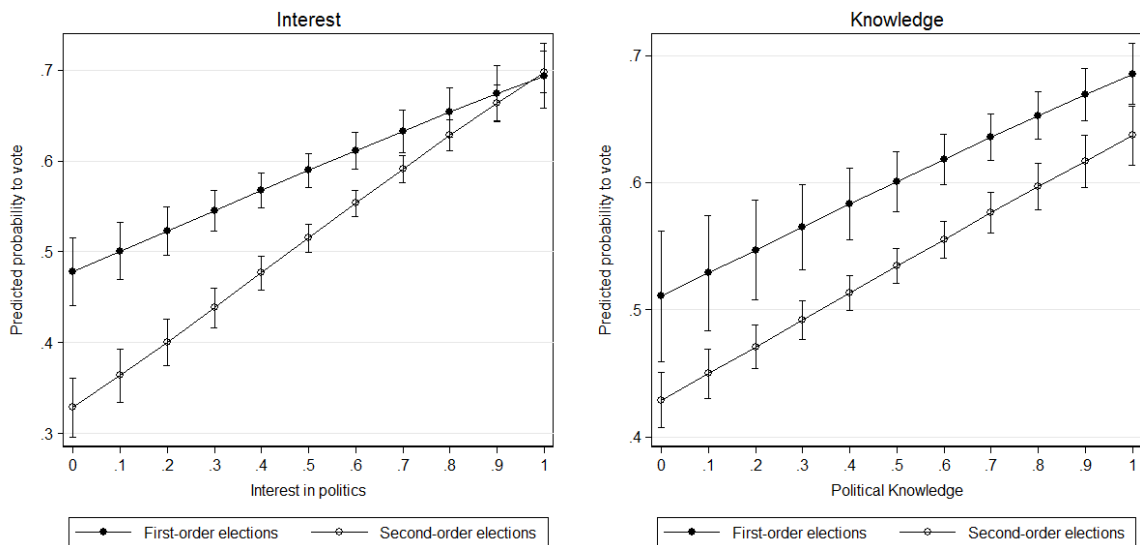 Interest
Predicted probability to vote
.7
.6
.5
.4
.3
0 .1 .2 .3 .4 .5 .6 .7 .8 .9 1
Interest in politics
First-order elections Second-order elections
Knowledge
Predicted probability to vote
.7
.6
.5
.4
0 .1 .2 .3 .4 .5 .6 .7 .8 .9 1
Political Knowledge
First-order elections Second-order elections